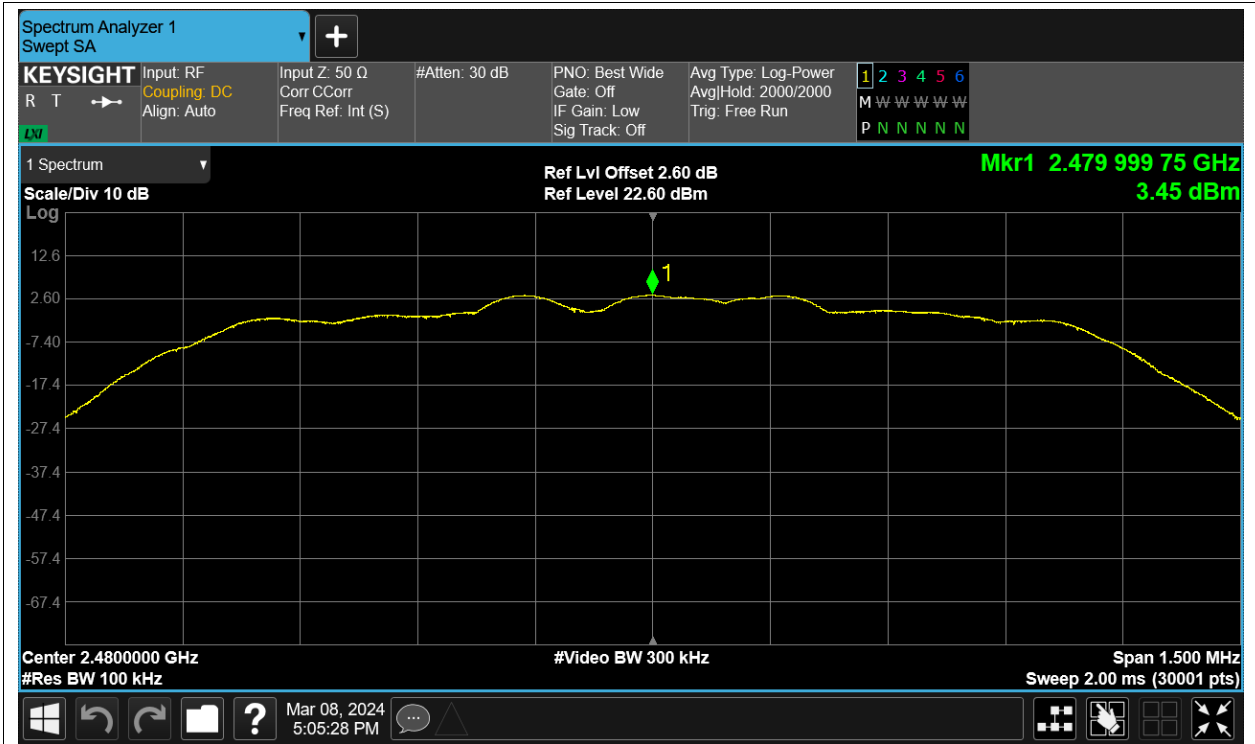 Spectrum Analyzer 1
Swept SA
KEYSIGHT
R T
LXI
Input: RF
Coupling: DC
Align: Auto
Input Z: 50 Ω
Corr CCorr
Freq Ref: Int (S)
#Atten: 30 dB
PNO: Best Wide
Gate: Off
IF Gain: Low
Sig Track: Off
Avg Type: Log-Power
Avg|Hold: 2000/2000
Trig: Free Run
1 2 3 4 5 6
M W W W W W
P N N N N N
1 Spectrum
Scale/Div 10 dB
Log
Ref Lvl Offset 2.60 dB
Ref Level 22.60 dBm
Mkr1 2.479 999 75 GHz
3.45 dBm
1
12.6
2.60
-7.40
-17.4
-27.4
-37.4
-47.4
-57.4
-67.4
Center 2.4800000 GHz
#Res BW 100 kHz
#Video BW 300 kHz
Span 1.500 MHz
Sweep 2.00 ms (30001 pts)
?
Mar 08, 2024
5:05:28 PM